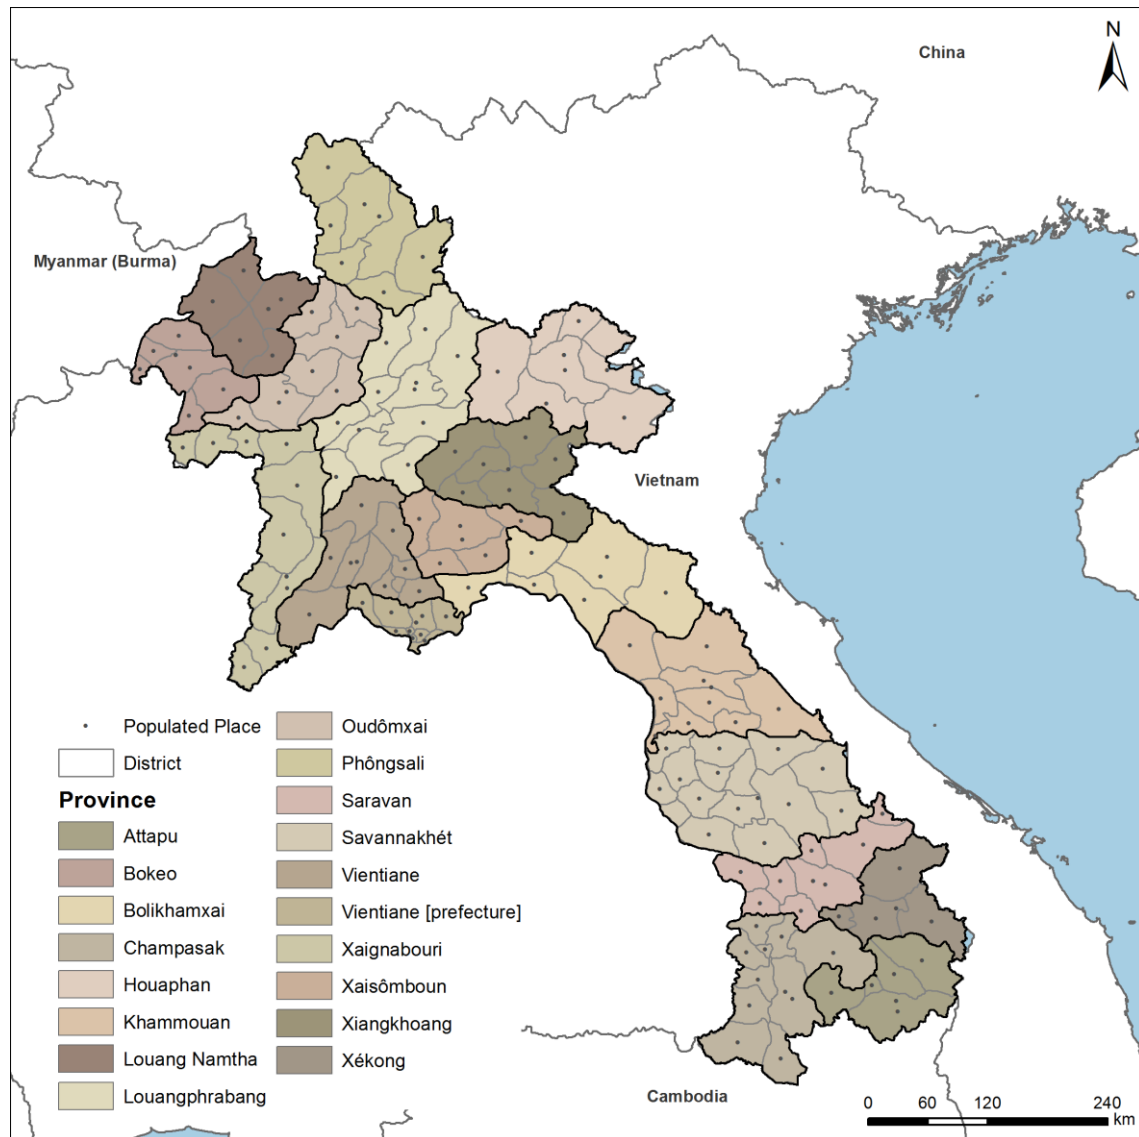 N
China
Myanmar (Burma)
Vietnam
Populated Place
District
Province
Attapu
Bokeo
Bolikhamxai
Champasak
Houaphan
Khammouan
Louang Namtha
Louangphrabang
Oudômxai
Phôngsali
Saravan
Savannakhét
Vientiane
Vientiane [prefecture]
Xaignabouri
Xaisômboun
Xiangkhoang
Xékong
Cambodia
0 60 120 240
km